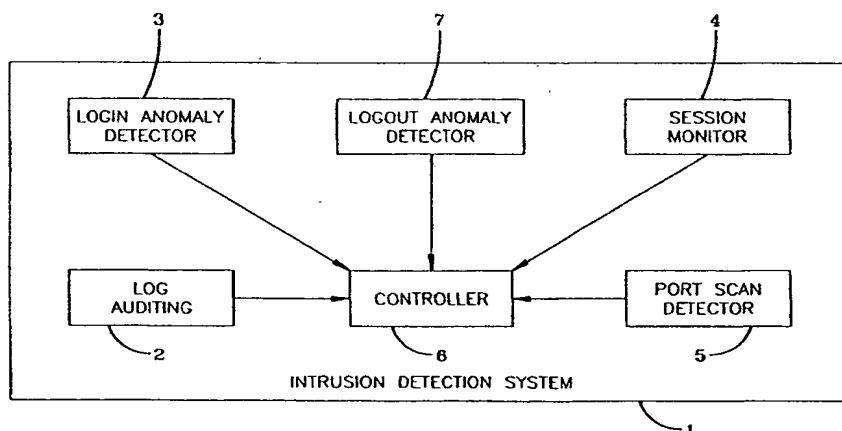 3
7
4
LOGIN ANOMALY
DETECTOR
LOGOUT ANOMALY
DETECTOR
SESSION
MONITOR
LOG
AUDITING
CONTROLLER
PORT SCAN
DETECTOR
2
6
5
INTRUSION DETECTION SYSTEM
1